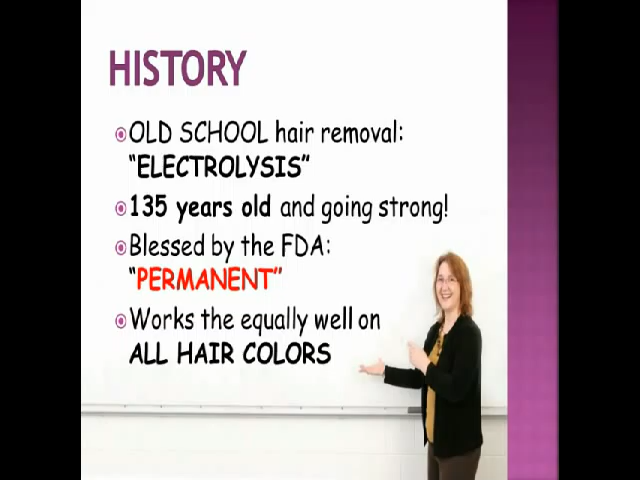 HISTORY
OLD SCHOOL hair removal:
“ELECTROLYSIS”
135 years old and going strong!
Blessed by the FDA:
“PERMANENT”
Works the equally well on
ALL HAIR COLORS